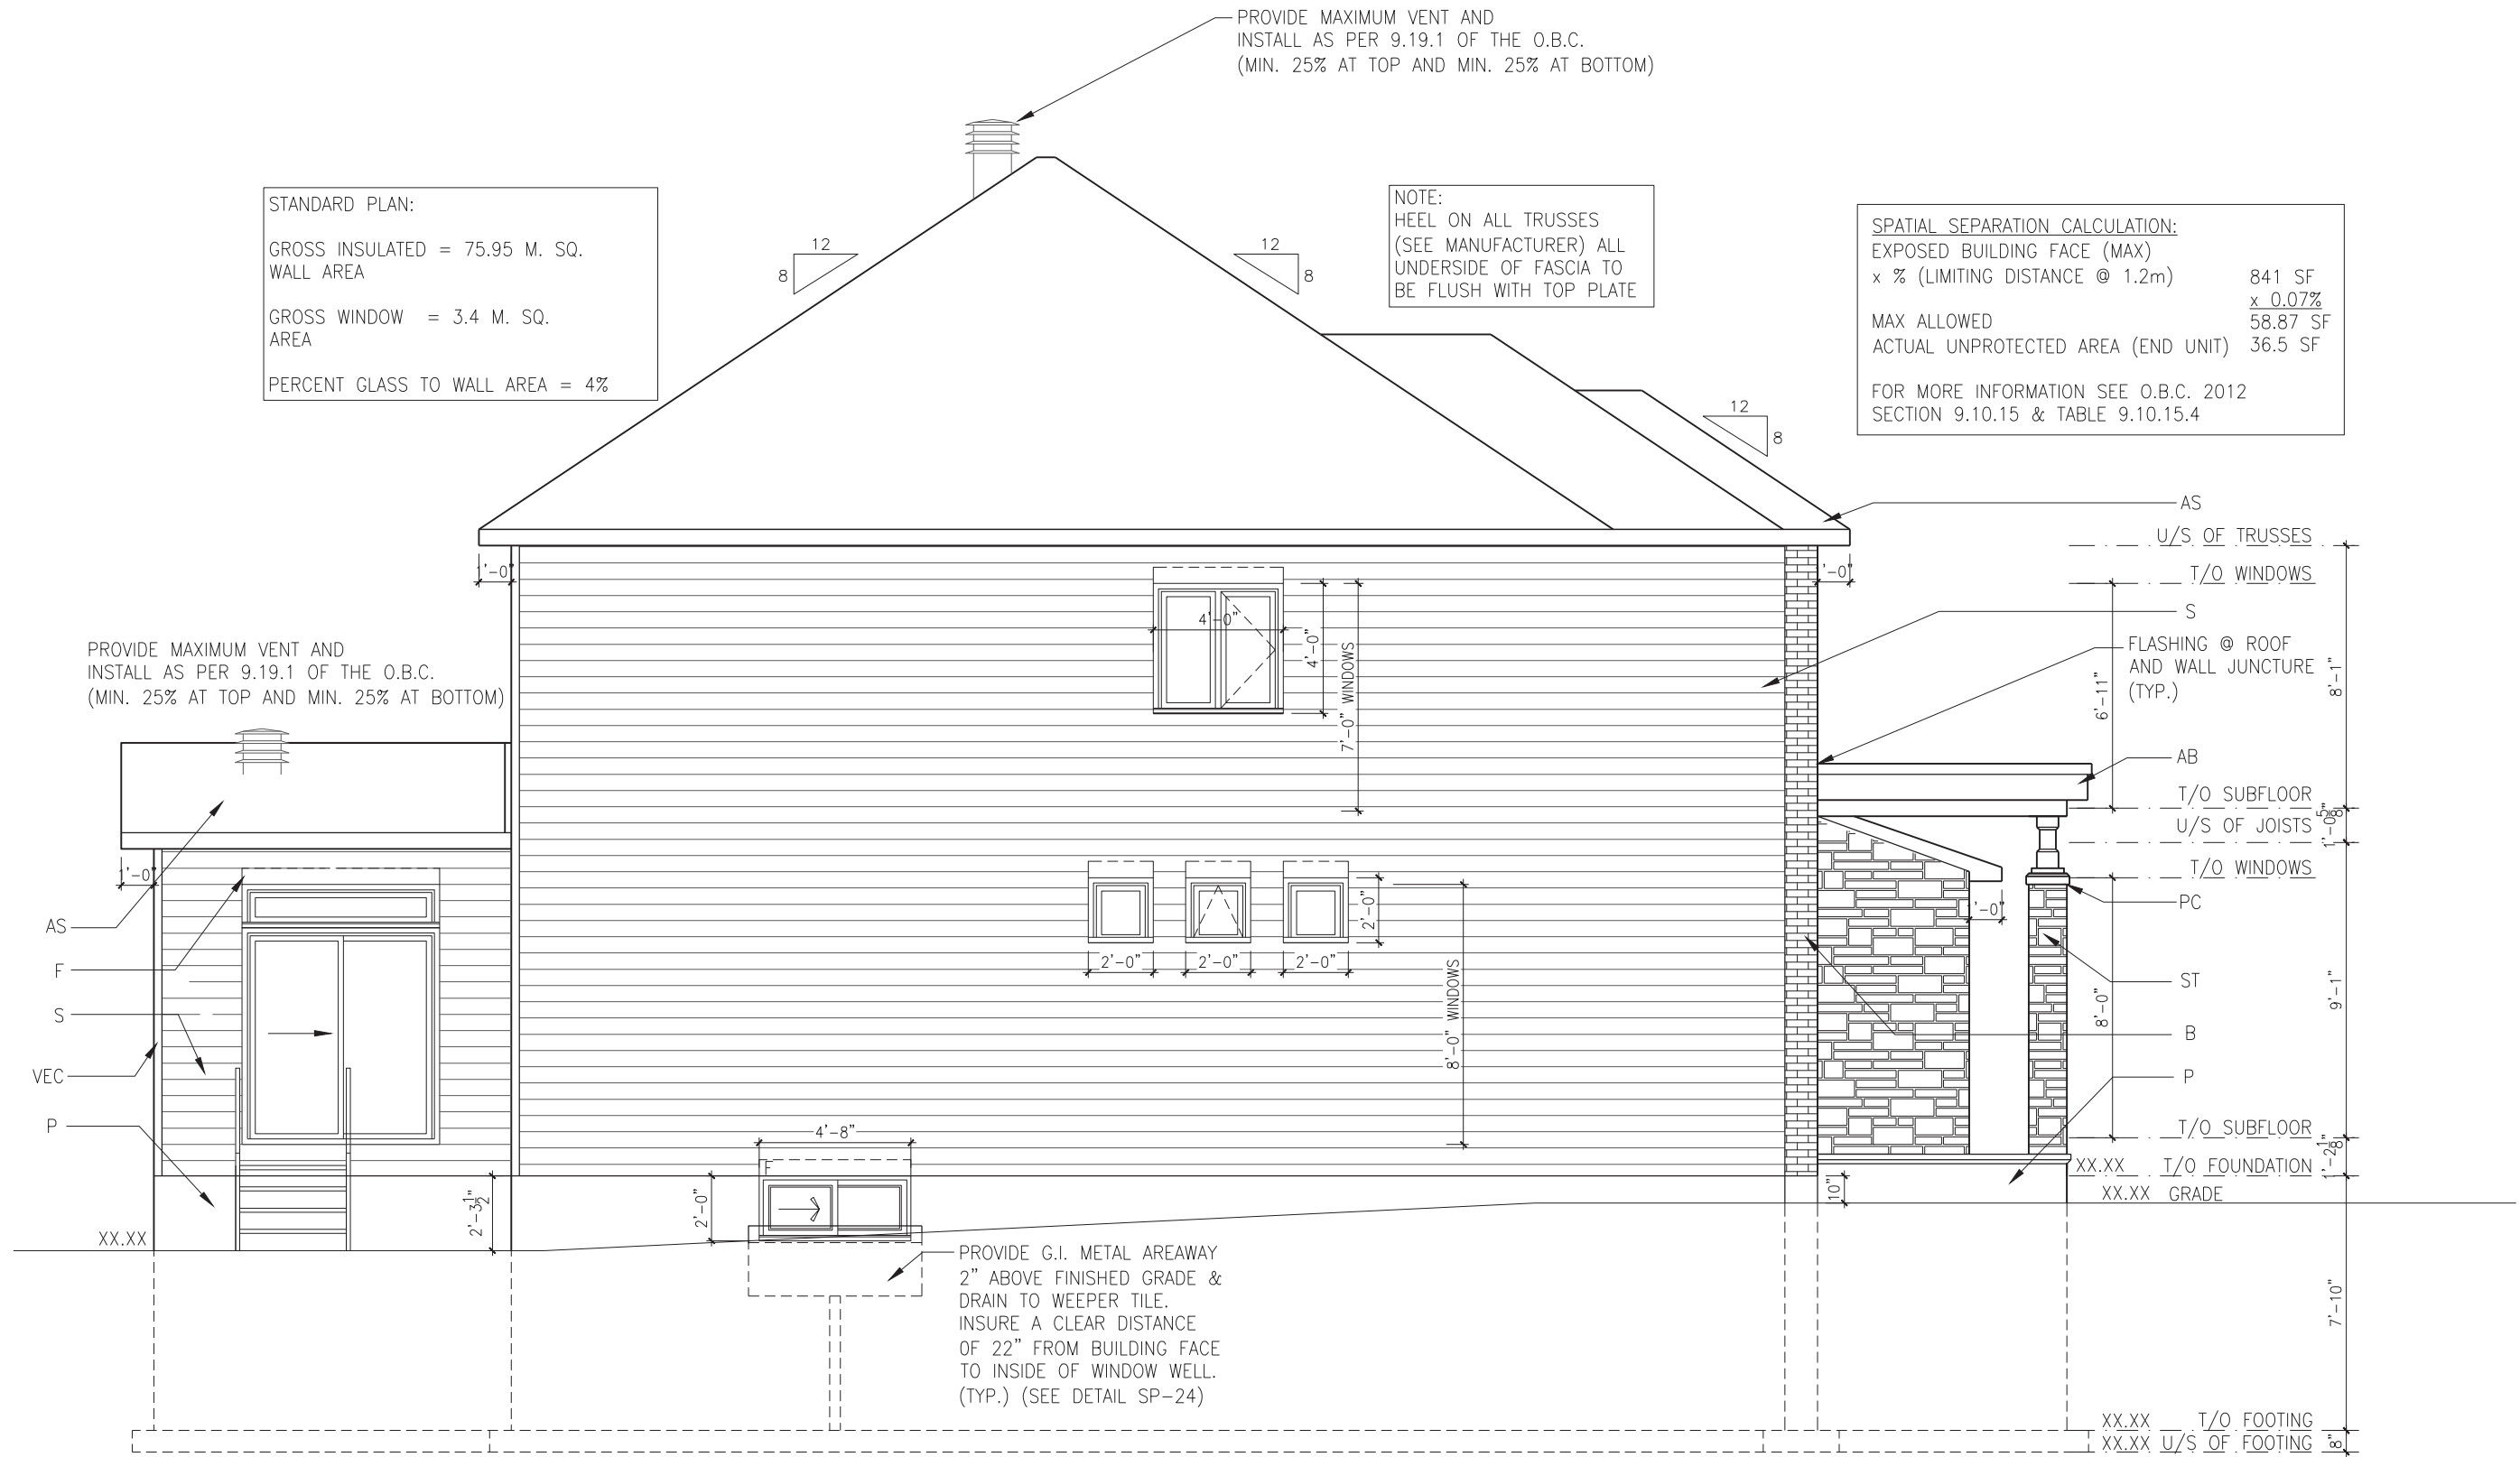 PROVIDE MAXIMUM VENT AND
INSTALL AS PER 9.19.1 OF THE O.B.C.
(MIN. 25% AT TOP AND MIN. 25% AT BOTTOM)
STANDARD PLAN:
GROSS INSULATED = 75.95 M. SQ.
WALL AREA
GROSS WINDOW = 3.4 M. SQ.
AREA
PERCENT GLASS TO WALL AREA = 4%
12
8
12
8
NOTE:
HEEL ON ALL TRUSSES
(SEE MANUFACTURER) ALL
UNDERSIDE OF FASCIA TO
BE FLUSH WITH TOP PLATE
SPATIAL SEPARATION CALCULATION:
EXPOSED BUILDING FACE (MAX)
x % (LIMITING DISTANCE @ 1.2m) 841 SF
x 0.07%
MAX ALLOWED 58.87 SF
ACTUAL UNPROTECTED AREA (END UNIT) 36.5 SF
FOR MORE INFORMATION SEE O.B.C. 2012
SECTION 9.10.15 & TABLE 9.10.15.4
12
8
AS
U/S OF TRUSSES
T/O WINDOWS
S
FLASHING @ ROOF
AND WALL JUNCTURE
(TYP.)
AB
T/O SUBFLOOR
U/S OF JOISTS
T/O WINDOWS
PC
ST
B
P
T/O SUBFLOOR
XX.XX T/O FOUNDATION
XX.XX GRADE
XX.XX T/O FOOTING
XX.XX U/S OF FOOTING
8'-1"
6'-11"
1'-0 5/8"
9'-1"
8'-0"
1'-2 1/8"
7'-10"
8"
1'-0"
'-0"
4'-0"
4'-0"
7'-0" WINDOWS
2'-0"
2'-0"
2'-0"
2'-0"
8'-0" WINDOWS
'-0"
10"
PROVIDE MAXIMUM VENT AND
INSTALL AS PER 9.19.1 OF THE O.B.C.
(MIN. 25% AT TOP AND MIN. 25% AT BOTTOM)
1'-0"
AS
F
S
VEC
P
XX.XX
2'-3 1/2"
4'-8"
F
2'-0"
PROVIDE G.I. METAL AREAWAY
2" ABOVE FINISHED GRADE &
DRAIN TO WEEPER TILE.
INSURE A CLEAR DISTANCE
OF 22" FROM BUILDING FACE
TO INSIDE OF WINDOW WELL.
(TYP.) (SEE DETAIL SP-24)